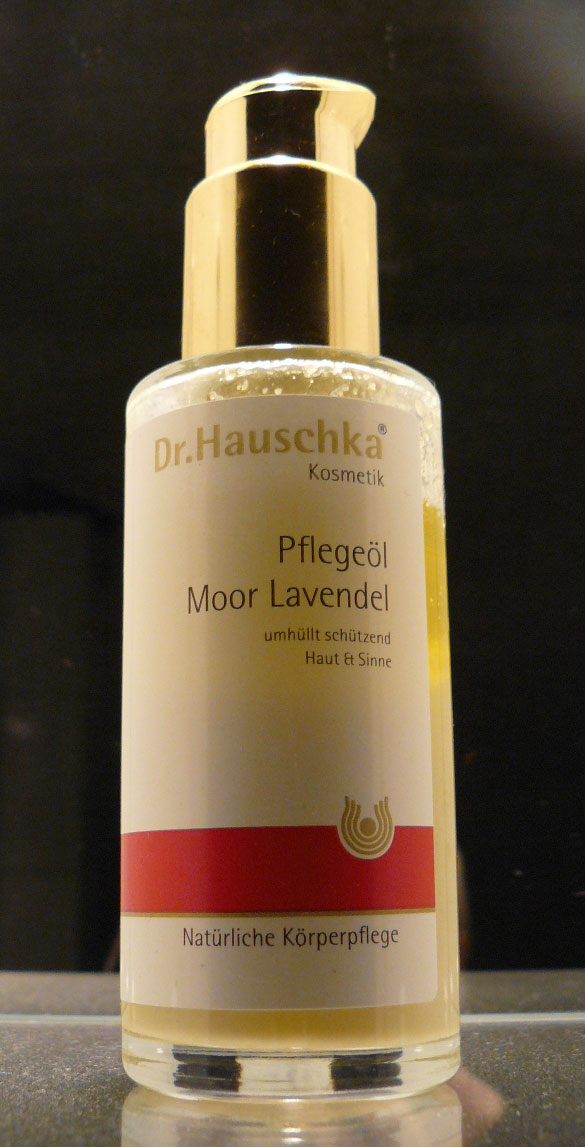 Dr.Hauschka®
Kosmetik
Pflegeöl
Moor Lavendel
umhüllt schützend
Haut & Sinne
Natürliche Körperpflege